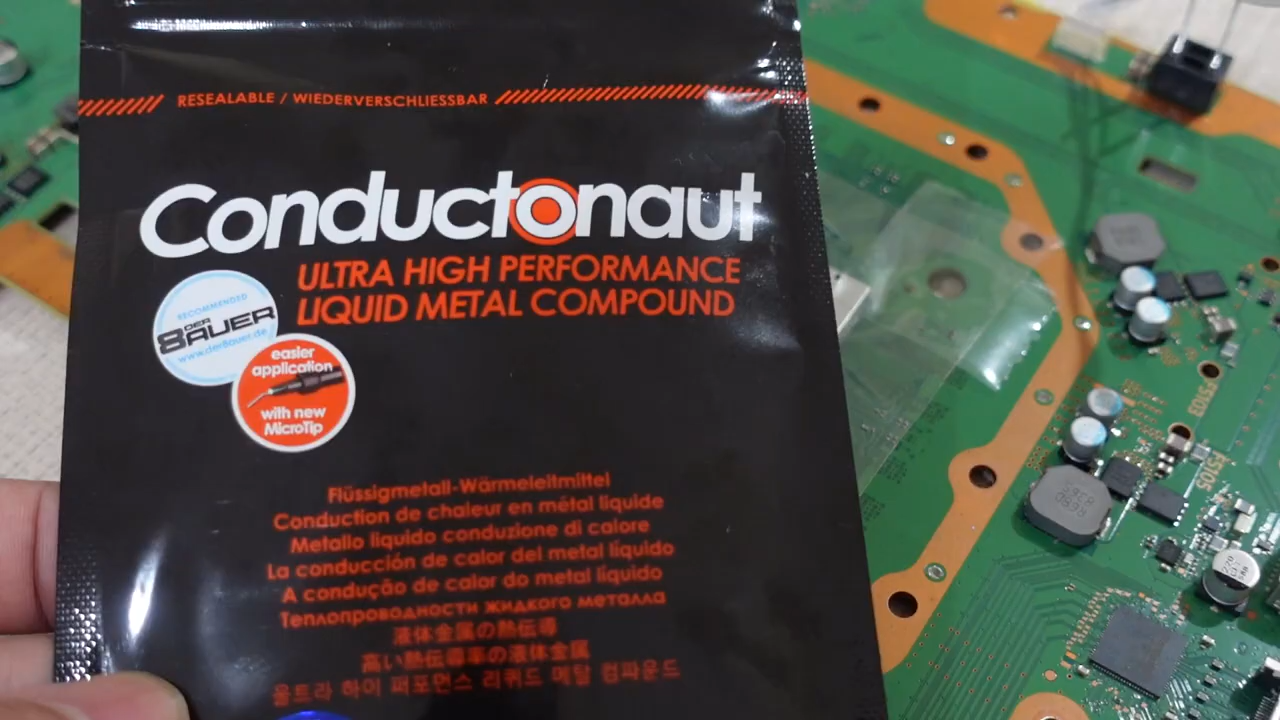 RESEALABLE / WIEDERVERSCHLIESSBAR
Conductonaut
ULTRA HIGH PERFORMANCE
LIQUID METAL COMPOUND
RECOMMENDED
DER
8AUER
www.der8auer.de
easier
application
with new
MicroTip
Flüssigmetall-Wärmeleitmittel
Conduction de chaleur en métal liquide
Metallo liquido conduzione di calore
La conducción de calor del metal líquido
A condução de calor do metal líquido
Теплопроводности жидкого металла
液体金属の熱伝導
高い熱伝導率の液体金属
울트라 하이 퍼포먼스 리퀴드 메탈 컴파운드
F5103
F5105
220